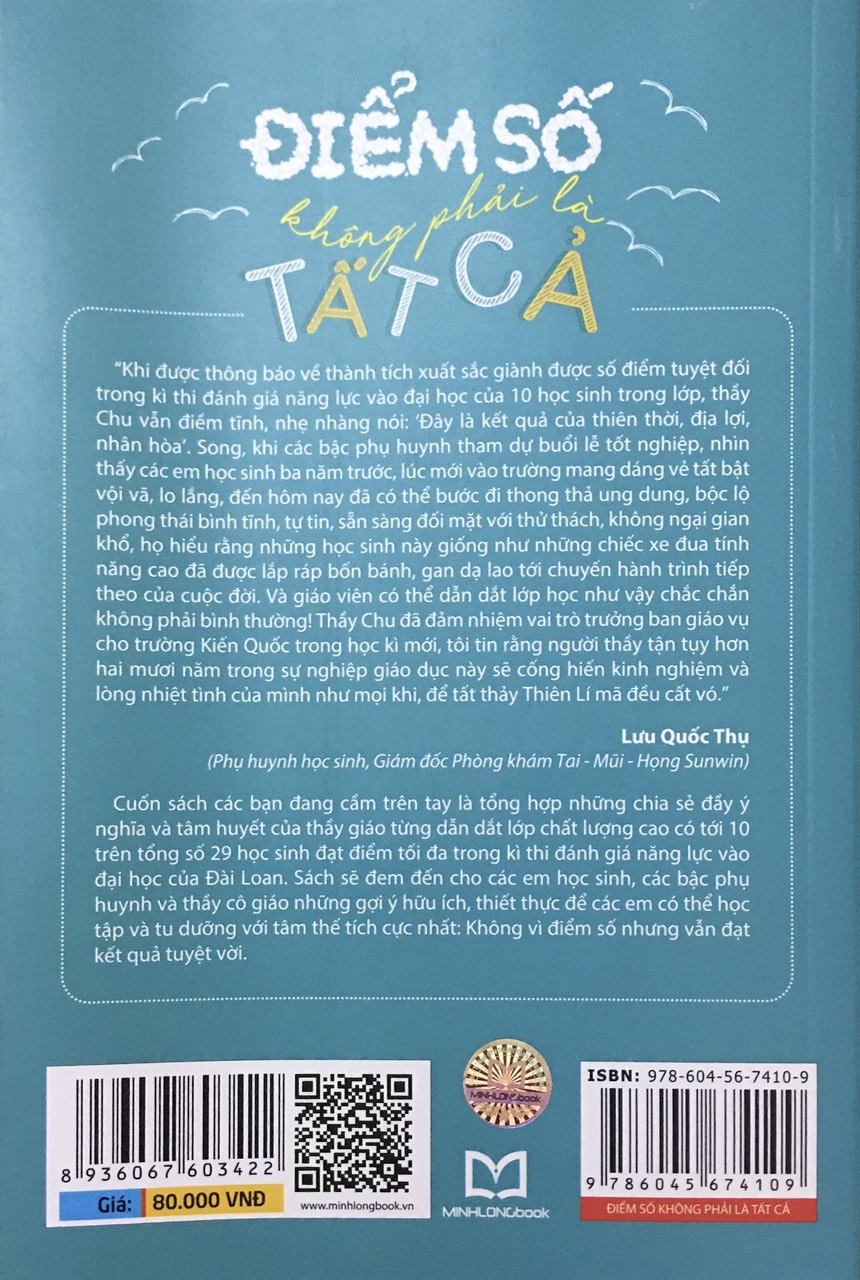 ĐIỂM SỐ
không phải là
TẤT CẢ
“Khi được thông báo về thành tích xuất sắc giành được số điểm tuyệt đối
trong kì thi đánh giá năng lực vào đại học của 10 học sinh trong lớp, thầy
Chu vẫn điềm tĩnh, nhẹ nhàng nói: ‘Đây là kết quả của thiên thời, địa lợi,
nhân hòa’. Song, khi các bậc phụ huynh tham dự buổi lễ tốt nghiệp, nhìn
thấy các em học sinh ba năm trước, lúc mới vào trường mang dáng vẻ tất bật
vội vã, lo lắng, đến hôm nay đã có thể bước đi thong thả ung dung, bộc lộ
phong thái bình tĩnh, tự tin, sẵn sàng đối mặt với thử thách, không ngại gian
khổ, họ hiểu rằng những học sinh này giống như những chiếc xe đua tính
năng cao đã được lắp ráp bốn bánh, gan dạ lao tới chuyến hành trình tiếp
theo của cuộc đời. Và giáo viên có thể dẫn dắt lớp học như vậy chắc chắn
không phải bình thường! Thầy Chu đã đảm nhiệm vai trò trưởng ban giáo vụ
cho trường Kiến Quốc trong học kì mới, tôi tin rằng người thầy tận tụy hơn
hai mươi năm trong sự nghiệp giáo dục này sẽ cống hiến kinh nghiệm và
lòng nhiệt tình của mình như mọi khi, để tất thảy Thiên Lí mã đều cất vó.”
Lưu Quốc Thụ
(Phụ huynh học sinh, Giám đốc Phòng khám Tai - Mũi - Họng Sunwin)
Cuốn sách các bạn đang cầm trên tay là tổng hợp những chia sẻ đầy ý
nghĩa và tâm huyết của thầy giáo từng dẫn dắt lớp chất lượng cao có tới 10
trên tổng số 29 học sinh đạt điểm tối đa trong kì thi đánh giá năng lực vào
đại học của Đài Loan. Sách sẽ đem đến cho các em học sinh, các bậc phụ
huynh và thầy cô giáo những gợi ý hữu ích, thiết thực để các em có thể học
tập và tu dưỡng với tâm thế tích cực nhất: Không vì điểm số nhưng vẫn đạt
kết quả tuyệt vời.
8 936067 603422
Giá: 80.000 VNĐ
www.minhlongbook.vn
MINHLONGbook
MINHLONGbook
ISBN: 978-604-56-7410-9
9 786045 674109
ĐIỂM SỐ KHÔNG PHẢI LÀ TẤT CẢ